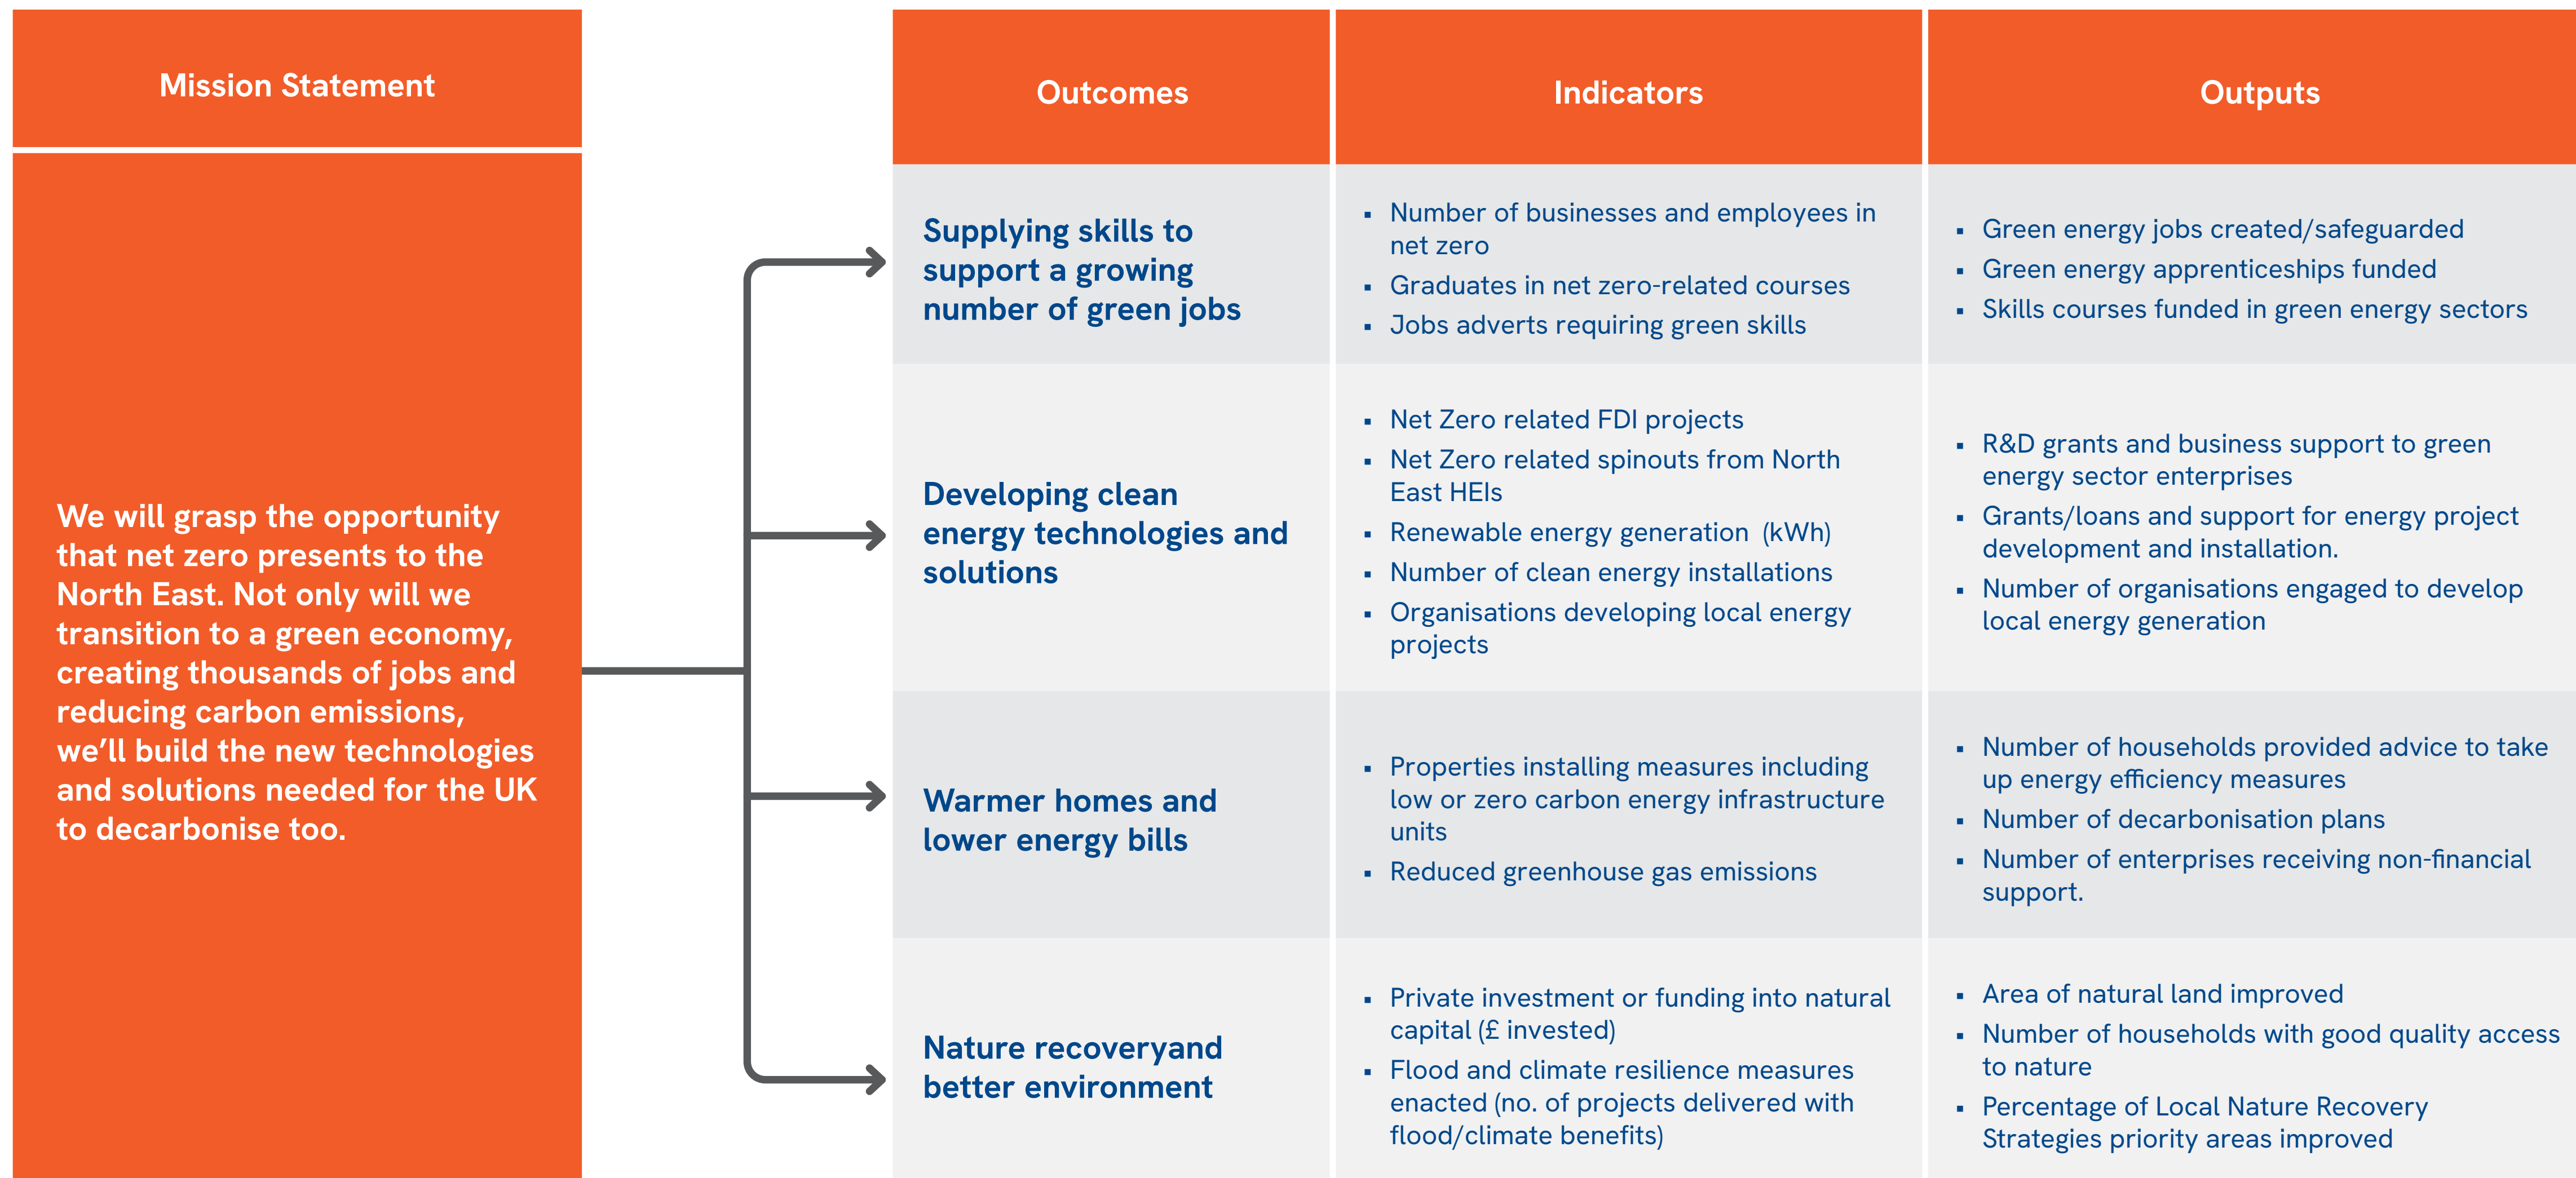 Mission Statement
We will grasp the opportunity
that net zero presents to the
North East. Not only will we
transition to a green economy,
creating thousands of jobs and
reducing carbon emissions,
we’ll build the new technologies
and solutions needed for the UK
to decarbonise too.
Outcomes
Indicators
Outputs
Supplying skills to
support a growing
number of green jobs
▪ Number of businesses and employees in
net zero
▪ Graduates in net zero-related courses
▪ Jobs adverts requiring green skills
▪ Green energy jobs created/safeguarded
▪ Green energy apprenticeships funded
▪ Skills courses funded in green energy sectors
Developing clean
energy technologies and
solutions
▪ Net Zero related FDI projects
▪ Net Zero related spinouts from North
East HEIs
▪ Renewable energy generation (kWh)
▪ Number of clean energy installations
▪ Organisations developing local energy
projects
▪ R&D grants and business support to green
energy sector enterprises
▪ Grants/loans and support for energy project
development and installation.
▪ Number of organisations engaged to develop
local energy generation
Warmer homes and
lower energy bills
▪ Properties installing measures including
low or zero carbon energy infrastructure
units
▪ Reduced greenhouse gas emissions
▪ Number of households provided advice to take
up energy efficiency measures
▪ Number of decarbonisation plans
▪ Number of enterprises receiving non-financial
support.
Nature recoveryand
better environment
▪ Private investment or funding into natural
capital (£ invested)
▪ Flood and climate resilience measures
enacted (no. of projects delivered with
flood/climate benefits)
▪ Area of natural land improved
▪ Number of households with good quality access
to nature
▪ Percentage of Local Nature Recovery
Strategies priority areas improved